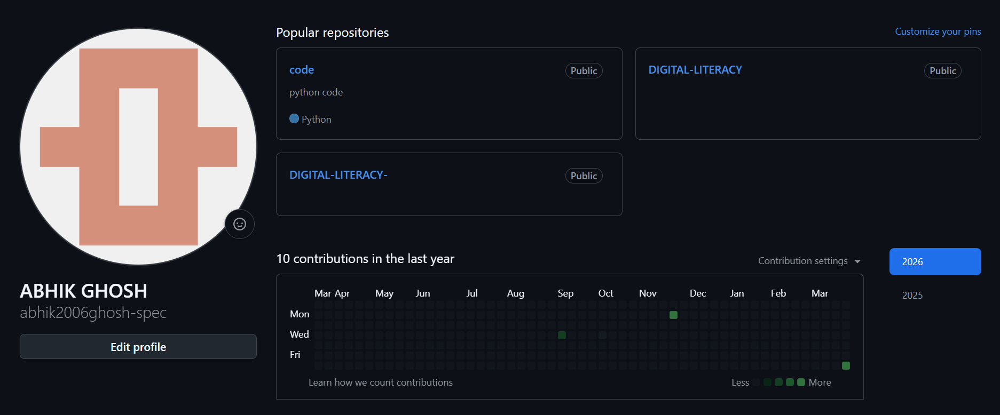 Popular repositories
Customize your pins
code
Public
python code
Python
DIGITAL-LITERACY
Public
DIGITAL-LITERACY-
Public
ABHIK GHOSH
abhik2006ghosh-spec
Edit profile
10 contributions in the last year
Contribution settings
Mar Apr May Jun Jul Aug Sep Oct Nov Dec Jan Feb Mar
Mon
Wed
Fri
Learn how we count contributions
Less More
2026
2025